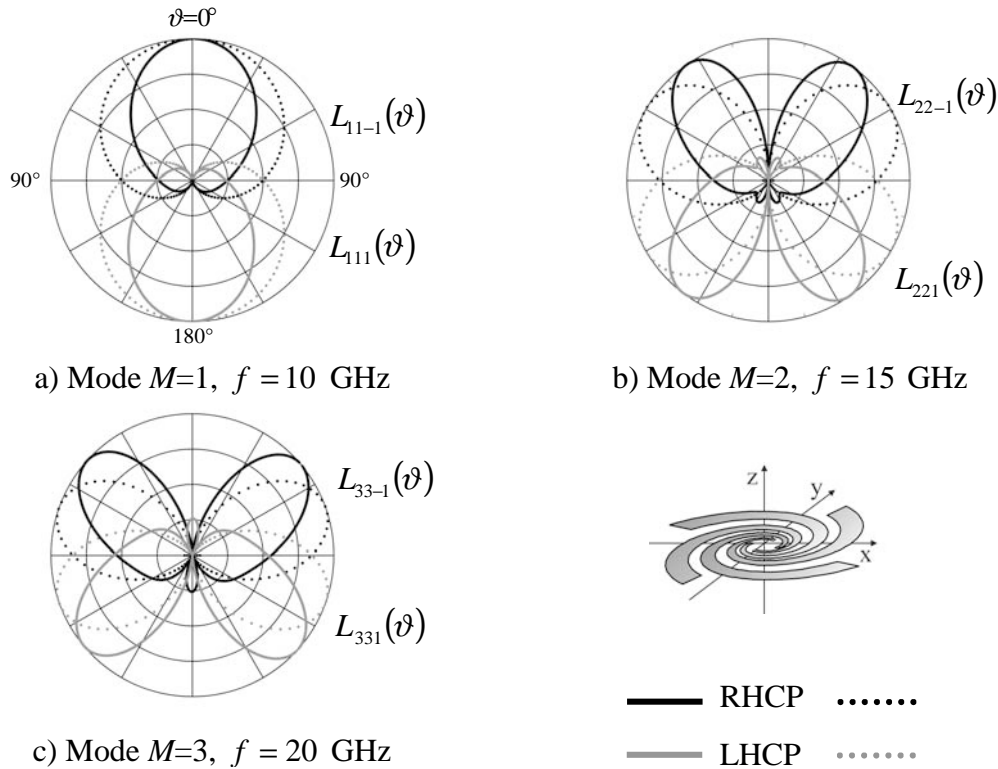 ϑ=0°
L₁₁₋₁(ϑ)
90° 90°
L₁₁₁(ϑ)
180°
a) Mode M=1, f = 10 GHz
L₂₂₋₁(ϑ)
L₂₂₁(ϑ)
b) Mode M=2, f = 15 GHz
L₃₃₋₁(ϑ)
L₃₃₁(ϑ)
c) Mode M=3, f = 20 GHz
z
y
x
RHCP
LHCP